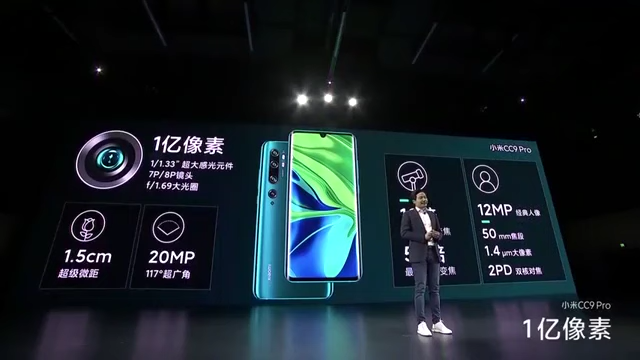 1亿像素
1/1.33" 超大感光元件
7P/8P镜头
f/1.69大光圈
1.5cm
超级微距
20MP
117°超广角
小米CC9 Pro
12MP 经典人像
50 mm焦段
1.4 μm大像素
2PD 双核对焦
小米CC9 Pro
1亿像素